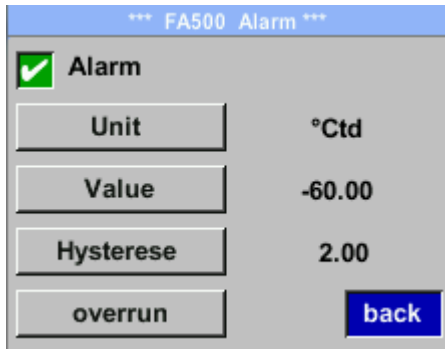 *** FA500 Alarm ***
Alarm
Unit °Ctd
Value -60.00
Hysterese 2.00
overrun back